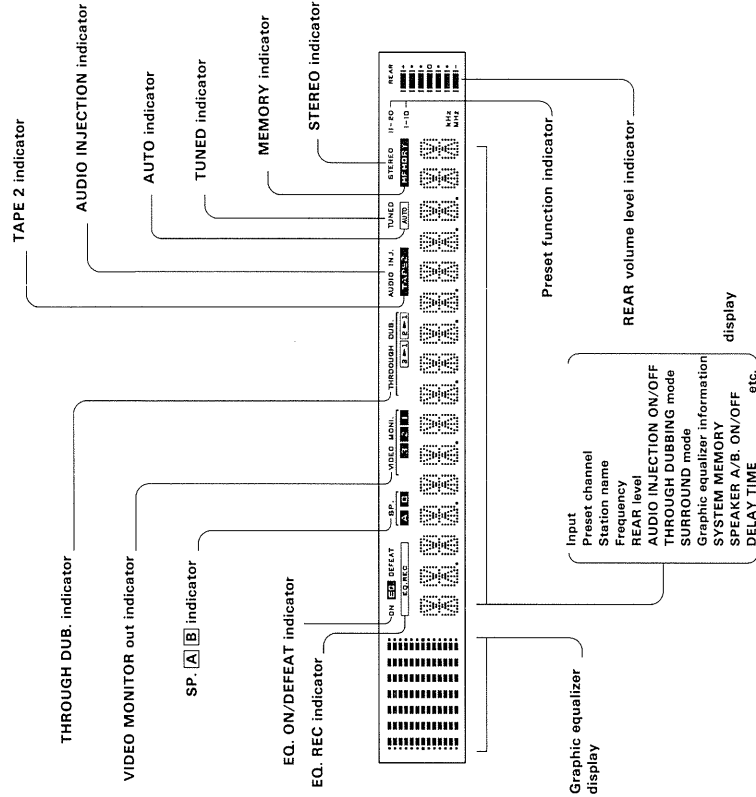 TAPE 2 indicator
AUDIO INJECTION indicator
AUTO indicator
TUNED indicator
MEMORY indicator
STEREO indicator
THROUGH DUB. indicator
VIDEO MONITOR out indicator
SP. A B indicator
EQ. ON/DEFEAT indicator
EQ. REC indicator
ON EQ DEFEAT
EQ.REC
SP.
A B
VIDEO MONI.
3 2 1
THROUGH DUB.
AUDIO INJ.
TAPE2
TUNED
AUTO
STEREO
MEMORY
11-20
1-10
kHz
MHz
REAR
+
0
-
Graphic equalizer
display
Input
Preset channel
Station name
Frequency
REAR level
AUDIO INJECTION ON/OFF
THROUGH DUBBING mode
SURROUND mode
Graphic equalizer information
SYSTEM MEMORY
SPEAKER A/B. ON/OFF
DELAY TIME etc.
display
Preset function indicator
REAR volume level indicator